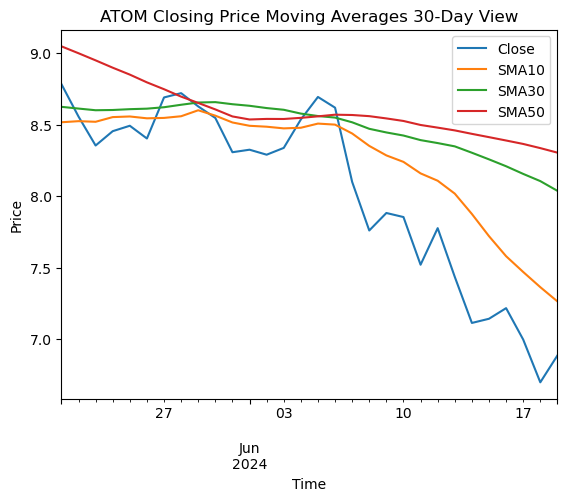 ATOM Closing Price Moving Averages 30-Day View
Close
SMA10
SMA30
SMA50
Price
9.0
8.5
8.0
7.5
7.0
27
03
10
17
Jun
2024
Time